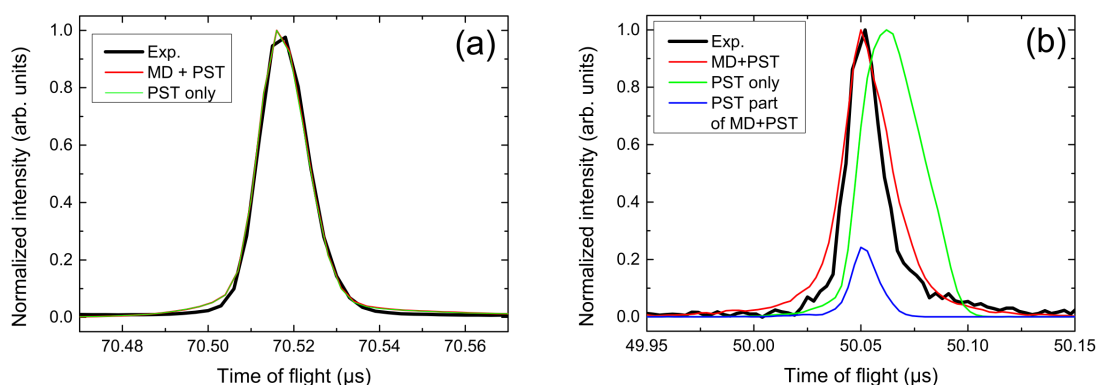 (a)
Exp.
MD + PST
PST only
Normalized intensity (arb. units)
1.0
0.8
0.6
0.4
0.2
0.0
70.48 70.50 70.52 70.54 70.56
Time of flight (µs)
(b)
Exp.
MD+PST
PST only
PST part
of MD+PST
Normalized intensity (arb. units)
1.0
0.8
0.6
0.4
0.2
0.0
49.95 50.00 50.05 50.10 50.15
Time of flight (µs)